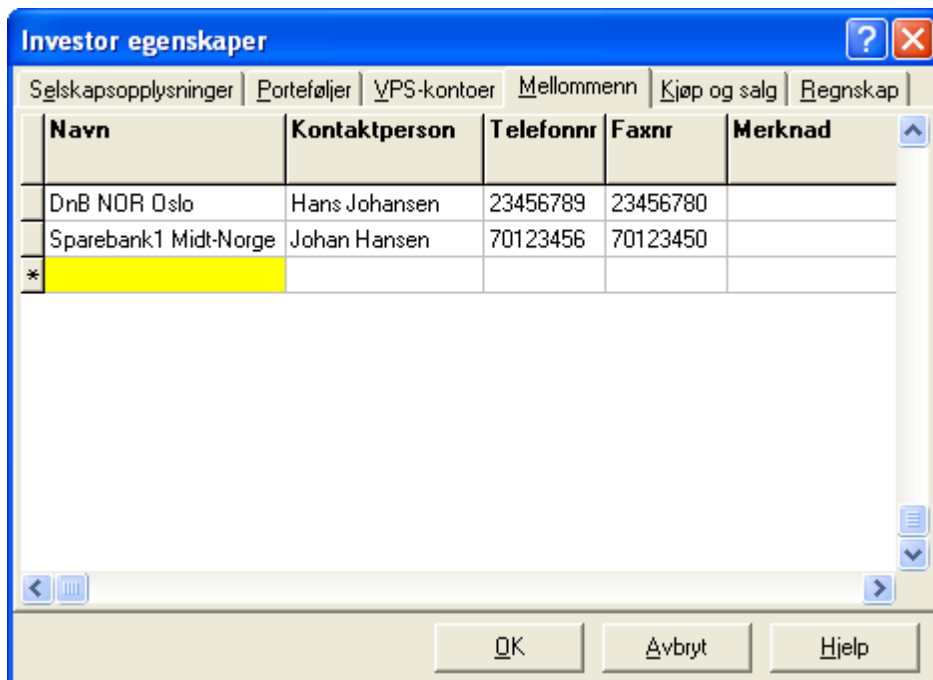 Investor egenskaper
Selskapsopplysninger Porteføljer VPS-kontoer Mellommenn Kjøp og salg Regnskap
Navn Kontaktperson Telefonnr Faxnr Merknad
DnB NOR Oslo Hans Johansen 23456789 23456780
Sparebank1 Midt-Norge Johan Hansen 70123456 70123450
*
OK Avbryt Hjelp